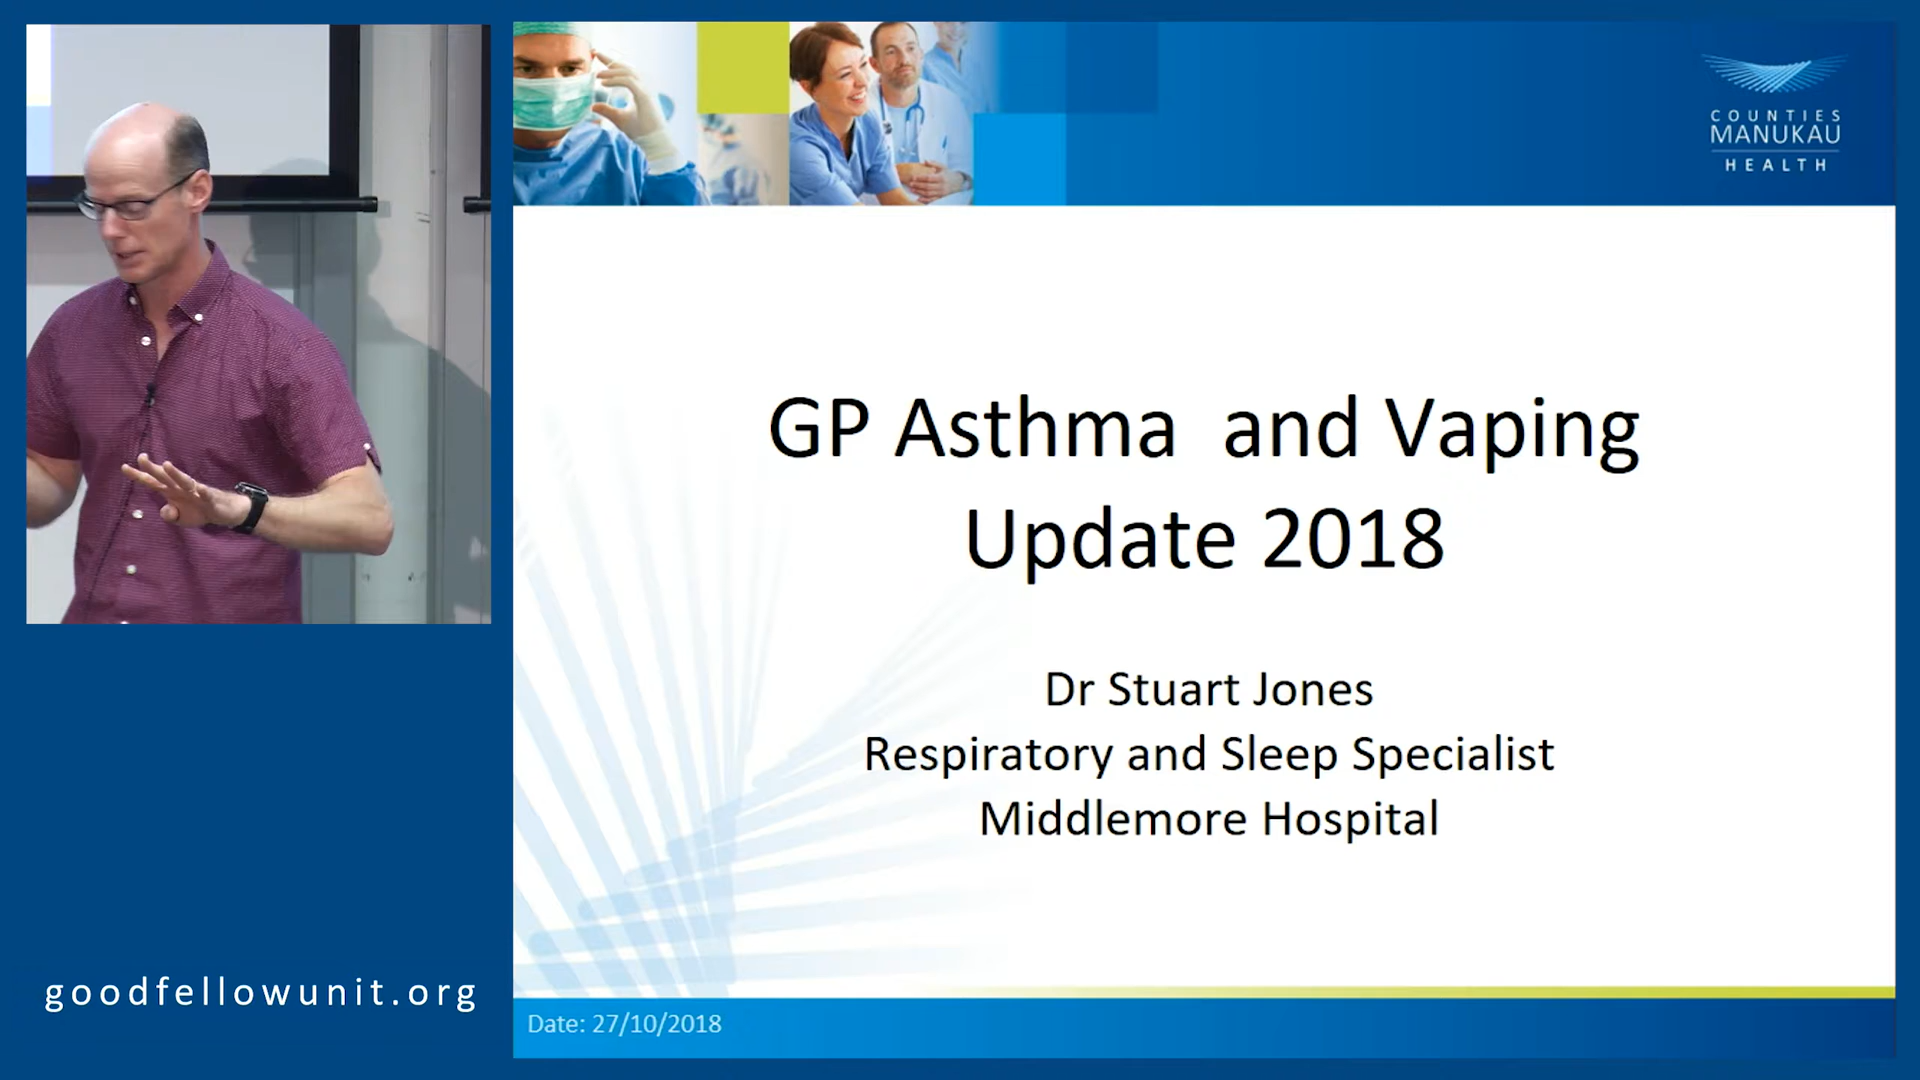 COUNTIES
MANUKAU
HEALTH
GP Asthma and Vaping
Update 2018
Dr Stuart Jones
Respiratory and Sleep Specialist
Middlemore Hospital
goodfellowunit.org
Date: 27/10/2018